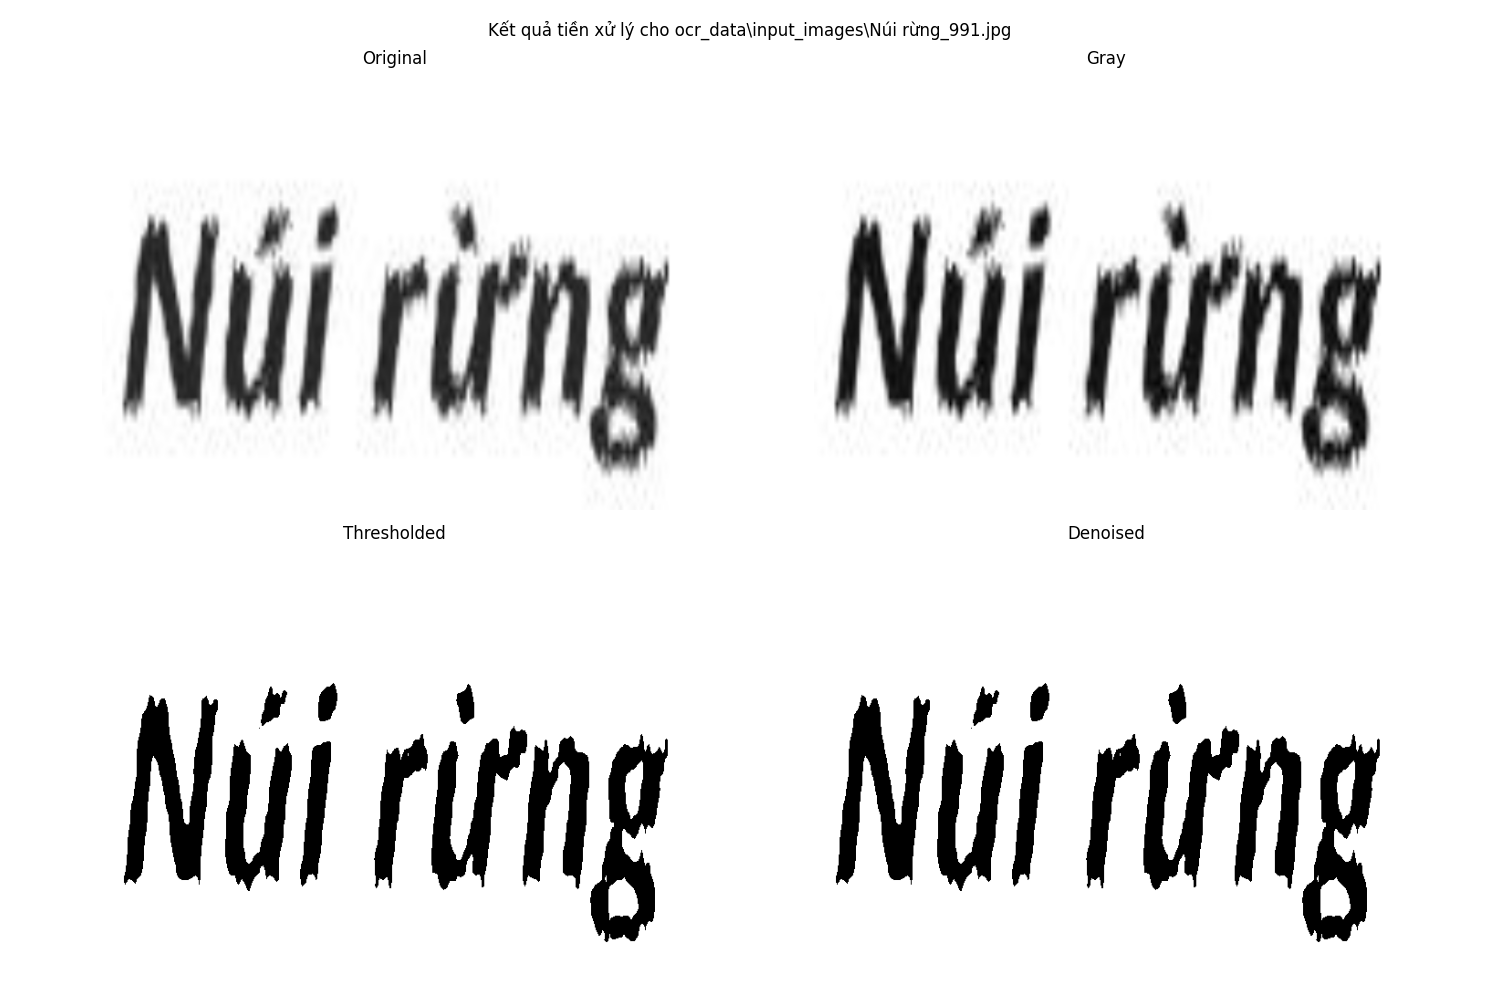 Kết quả tiền xử lý cho ocr_data\input_images\Núi rừng_991.jpg
Original
Gray
Núi rừng
Núi rừng
Thresholded
Denoised
Núi rừng
Núi rừng